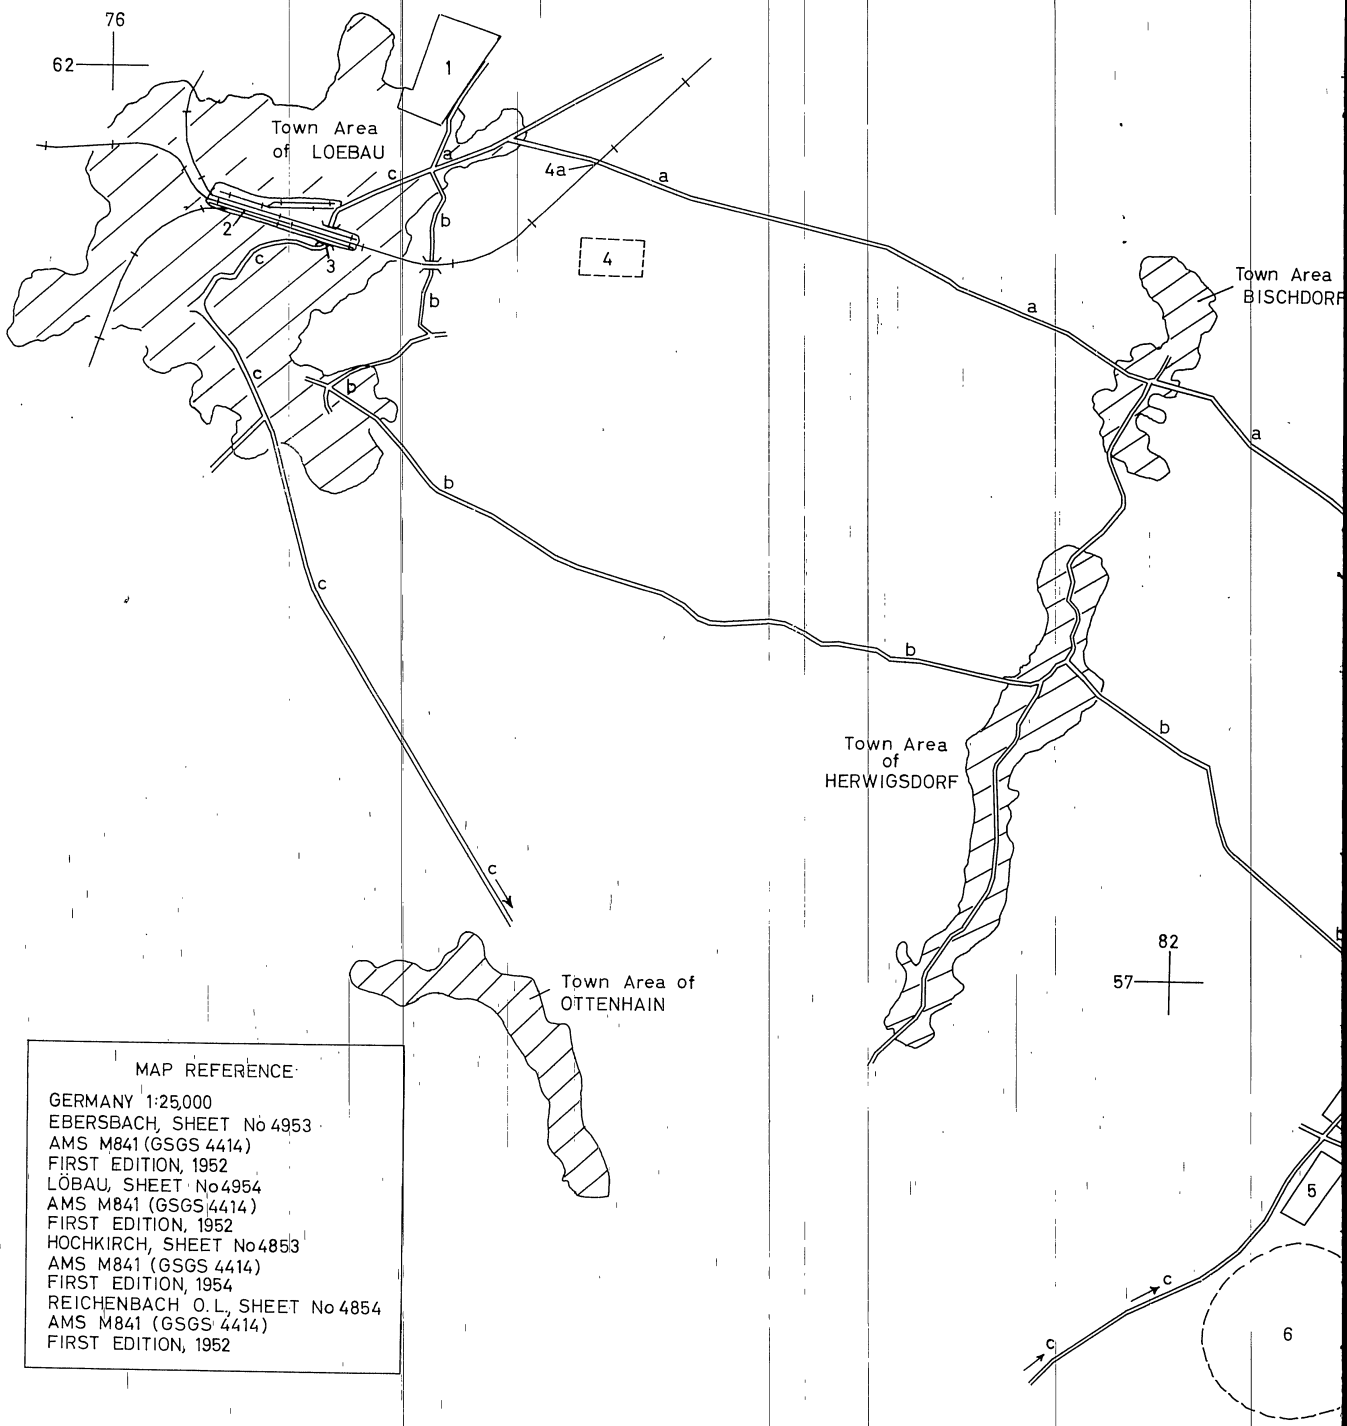 76
62
1
Town Area
of LOEBAU
a
c
4a
a
b
2
c
3
4
b
Town Area
BISCHDORF
a
c
b
a
b
c
b
b
Town Area
of
HERWIGSDORF
c
82
57
Town Area of
OTTENHAIN
b
MAP REFERENCE
GERMANY 1:25,000
EBERSBACH, SHEET No 4953
AMS M841 (GSGS 4414)
FIRST EDITION, 1952
LÖBAU, SHEET No 4954
AMS M841 (GSGS 4414)
FIRST EDITION, 1952
HOCHKIRCH, SHEET No 4853
AMS M841 (GSGS 4414)
FIRST EDITION, 1954
REICHENBACH O.L., SHEET No 4854
AMS M841 (GSGS 4414)
FIRST EDITION, 1952
5
c
6
c